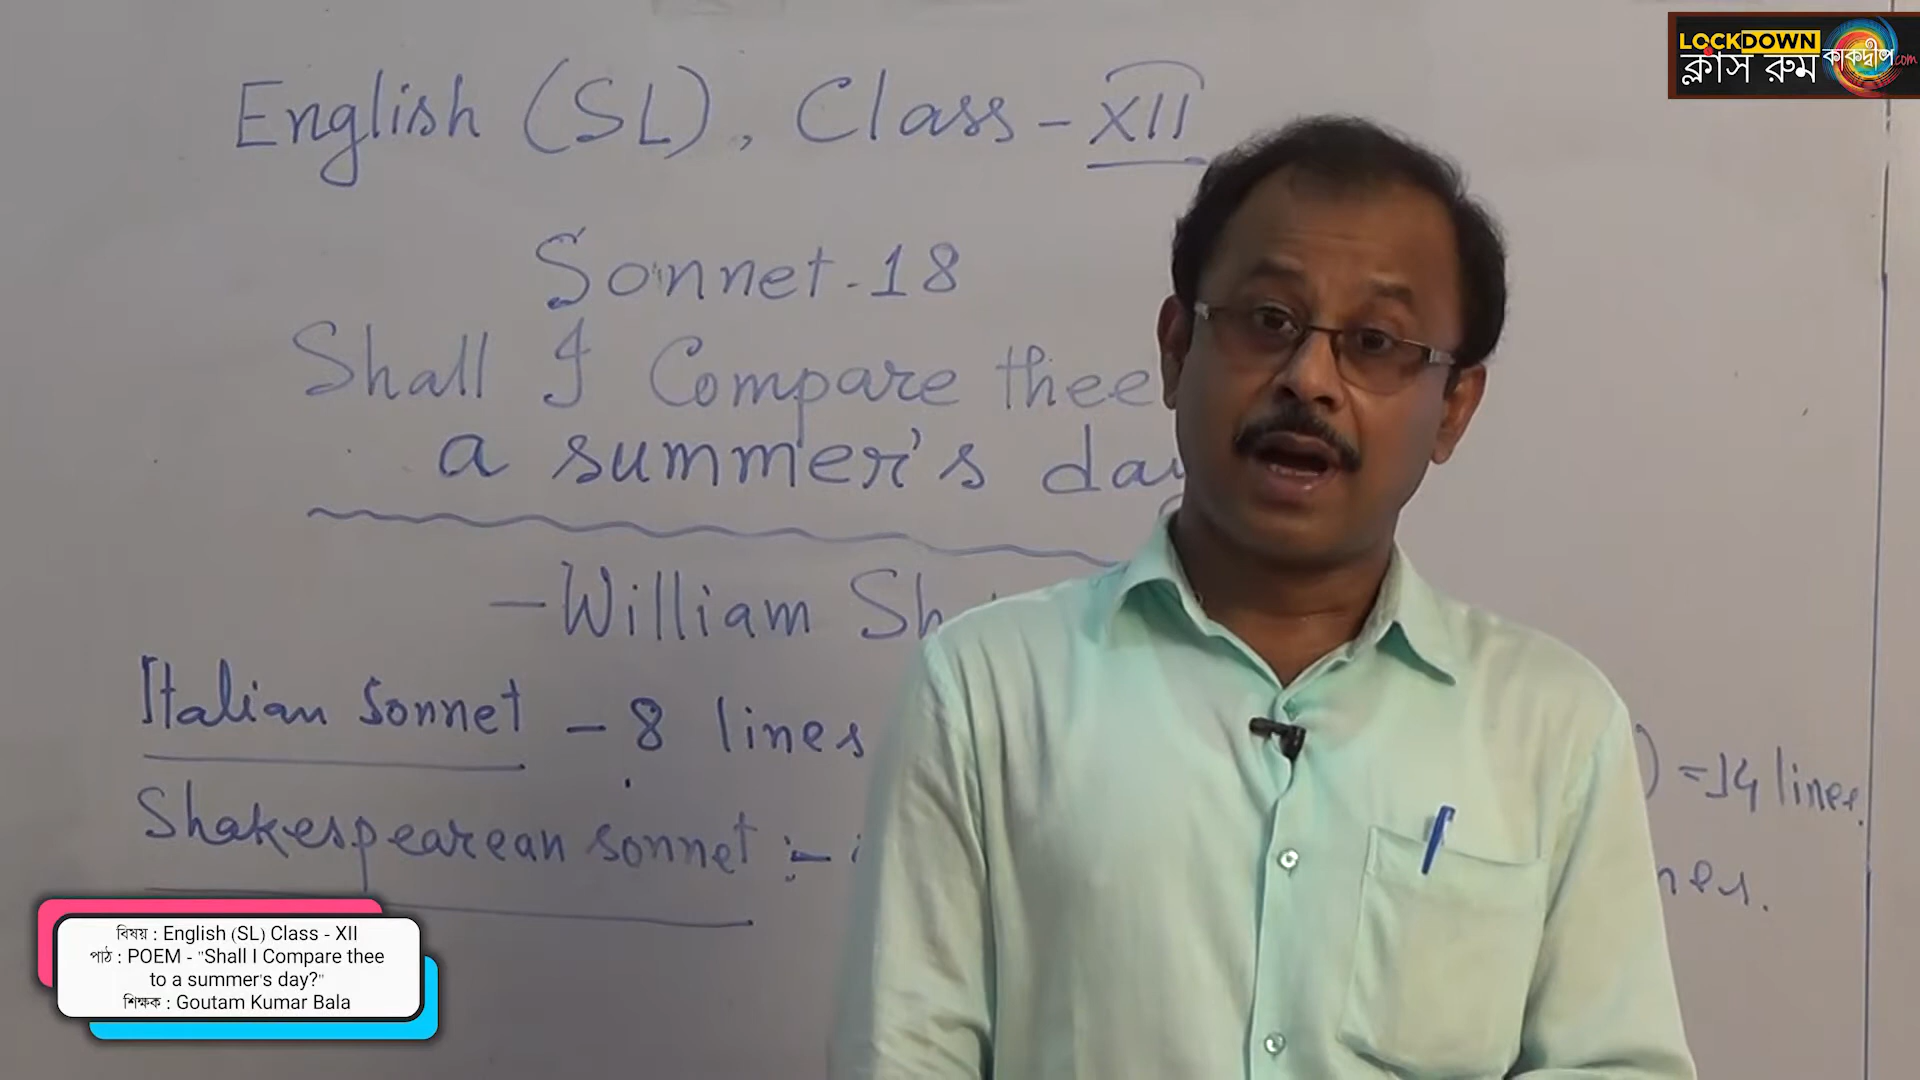 LOCKDOWN
ক্লাস রুম
কাকদ্বীপ.com
English (SL), Class - XII
Sonnet - 18
Shall I Compare thee
a summer's day
- William Sh
Italian Sonnet - 8 lines ) = 14 lines.
Shakespearean sonnet :-
বিষয় : English (SL) Class - XII
পাঠ : POEM - "Shall I Compare thee
to a summer's day?"
শিক্ষক : Goutam Kumar Bala